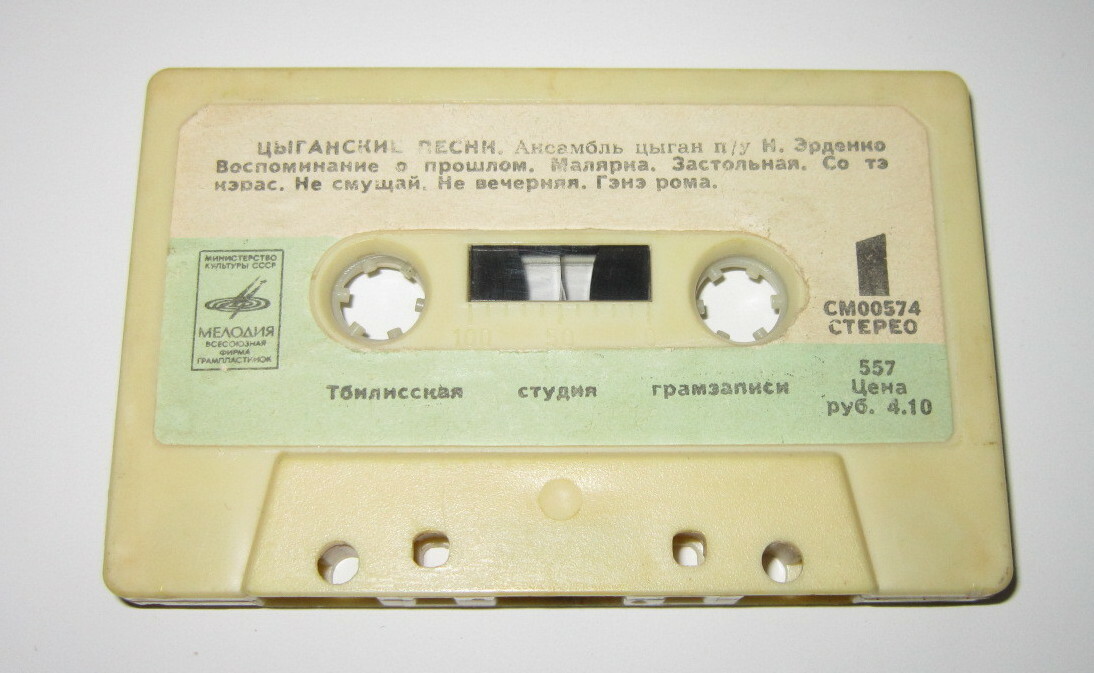 ЦЫГАНСКИЕ ПЕСНИ. Ансамбль цыган п/у Н. Эрденко
Воспоминание о прошлом. Малярка. Застольная. Со тэ
кэрас. Не смущай. Не вечерняя. Гэнэ рома.
МИНИСТЕРСТВО
КУЛЬТУРЫ СССР
МЕЛОДИЯ
ВСЕСОЮЗНАЯ
ФИРМА
ГРАМПЛАСТИНОК
1
СМ00574
СТЕРЕО
Тбилисская студия грамзаписи
557
Цена
руб. 4.10